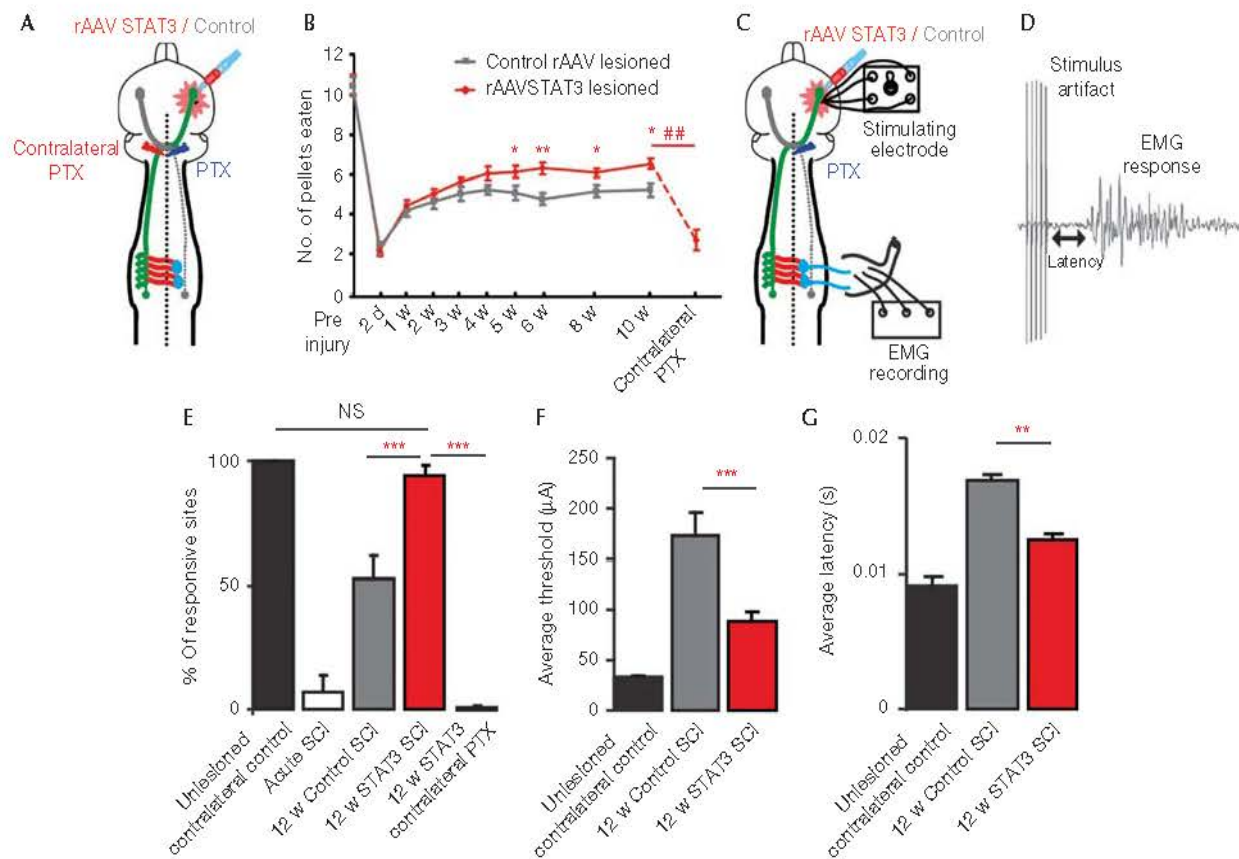 A
rAAV STAT3 / Control
Contralateral
PTX
PTX
B
12
10
8
6
4
2
0
No. of pellets eaten
Control rAAV lesioned
rAAVSTAT3 lesioned
*
**
*
* ##
Pre
injury
2 d
1 w
2 w
3 w
4 w
5 w
6 w
8 w
10 w
Contralateral
PTX
C
rAAV STAT3 / Control
Stimulating
electrode
PTX
EMG
recording
D
Stimulus
artifact
EMG
response
Latency
E
NS
***
***
100
50
0
% Of responsive sites
Unlesioned
contralateral control
Acute SCI
12 w Control SCI
12 w STAT3 SCI
12 w STAT3
contralateral PTX
F
***
250
200
150
100
50
0
Average threshold (μA)
Unlesioned
contralateral control
12 w Control SCI
12 w STAT3 SCI
G
**
0.02
0.01
0
Average latency (s)
Unlesioned
contralateral control
12 w Control SCI
12 w STAT3 SCI